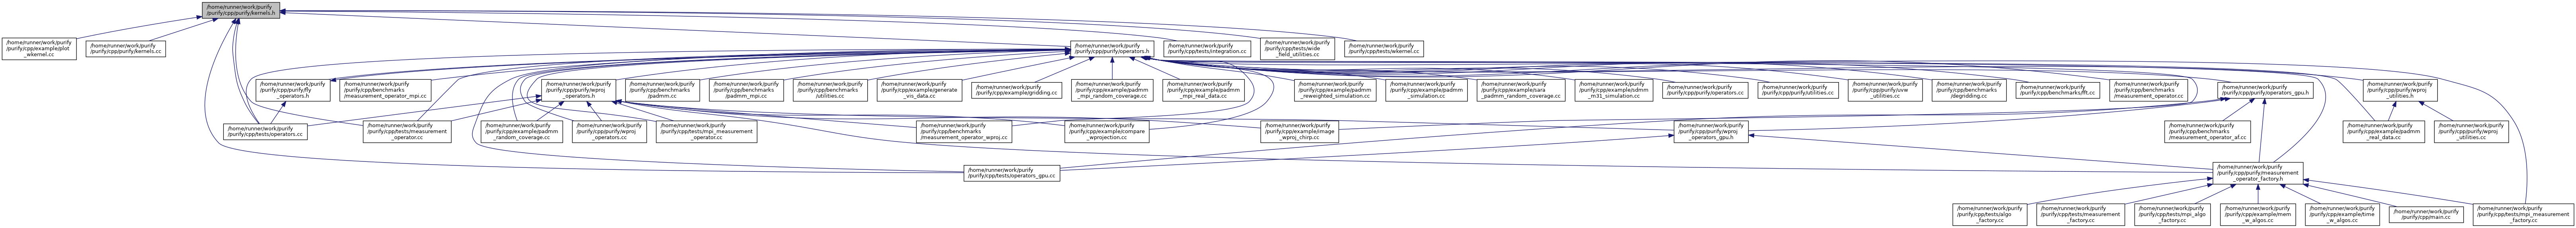 /home/runner/work/purify
/purify/cpp/purify/kernels.h
/home/runner/work/purify
/purify/cpp/example/plot
_wkernel.cc
/home/runner/work/purify
/purify/cpp/purify/kernels.cc
/home/runner/work/purify
/purify/cpp/purify/operators.h
/home/runner/work/purify
/purify/cpp/tests/integration.cc
/home/runner/work/purify
/purify/cpp/tests/wide
_field_utilities.cc
/home/runner/work/purify
/purify/cpp/tests/wkernel.cc
/home/runner/work/purify
/purify/cpp/purify/fly
_operators.h
/home/runner/work/purify
/purify/cpp/benchmarks
/measurement_operator_mpi.cc
/home/runner/work/purify
/purify/cpp/purify/wproj
_operators.h
/home/runner/work/purify
/purify/cpp/benchmarks
/padmm.cc
/home/runner/work/purify
/purify/cpp/benchmarks
/padmm_mpi.cc
/home/runner/work/purify
/purify/cpp/benchmarks
/utilities.cc
/home/runner/work/purify
/purify/cpp/example/generate
_vis_data.cc
/home/runner/work/purify
/purify/cpp/example/gridding.cc
/home/runner/work/purify
/purify/cpp/example/padmm
_mpi_random_coverage.cc
/home/runner/work/purify
/purify/cpp/example/padmm
_mpi_real_data.cc
/home/runner/work/purify
/purify/cpp/example/padmm
_reweighted_simulation.cc
/home/runner/work/purify
/purify/cpp/example/padmm
_simulation.cc
/home/runner/work/purify
/purify/cpp/example/sara
_padmm_random_coverage.cc
/home/runner/work/purify
/purify/cpp/example/sdmm
_m31_simulation.cc
/home/runner/work/purify
/purify/cpp/purify/operators.cc
/home/runner/work/purify
/purify/cpp/purify/utilities.cc
/home/runner/work/purify
/purify/cpp/purify/uvw
_utilities.cc
/home/runner/work/purify
/purify/cpp/benchmarks
/degridding.cc
/home/runner/work/purify
/purify/cpp/benchmarks/fft.cc
/home/runner/work/purify
/purify/cpp/benchmarks
/measurement_operator.cc
/home/runner/work/purify
/purify/cpp/purify/operators_gpu.h
/home/runner/work/purify
/purify/cpp/purify/wproj
_utilities.h
/home/runner/work/purify
/purify/cpp/tests/operators.cc
/home/runner/work/purify
/purify/cpp/tests/measurement
_operator.cc
/home/runner/work/purify
/purify/cpp/example/padmm
_random_coverage.cc
/home/runner/work/purify
/purify/cpp/purify/wproj
_operators.cc
/home/runner/work/purify
/purify/cpp/tests/mpi_measurement
_operator.cc
/home/runner/work/purify
/purify/cpp/benchmarks
/measurement_operator_wproj.cc
/home/runner/work/purify
/purify/cpp/example/compare
_wprojection.cc
/home/runner/work/purify
/purify/cpp/example/image
_wproj_chirp.cc
/home/runner/work/purify
/purify/cpp/purify/wproj
_operators_gpu.h
/home/runner/work/purify
/purify/cpp/benchmarks
/measurement_operator_af.cc
/home/runner/work/purify
/purify/cpp/example/padmm
_real_data.cc
/home/runner/work/purify
/purify/cpp/purify/wproj
_utilities.cc
/home/runner/work/purify
/purify/cpp/tests/operators_gpu.cc
/home/runner/work/purify
/purify/cpp/purify/measurement
_operator_factory.h
/home/runner/work/purify
/purify/cpp/tests/algo
_factory.cc
/home/runner/work/purify
/purify/cpp/tests/measurement
_factory.cc
/home/runner/work/purify
/purify/cpp/tests/mpi_algo
_factory.cc
/home/runner/work/purify
/purify/cpp/example/mem
_w_algos.cc
/home/runner/work/purify
/purify/cpp/example/time
_w_algos.cc
/home/runner/work/purify
/purify/cpp/main.cc
/home/runner/work/purify
/purify/cpp/tests/mpi_measurement
_factory.cc